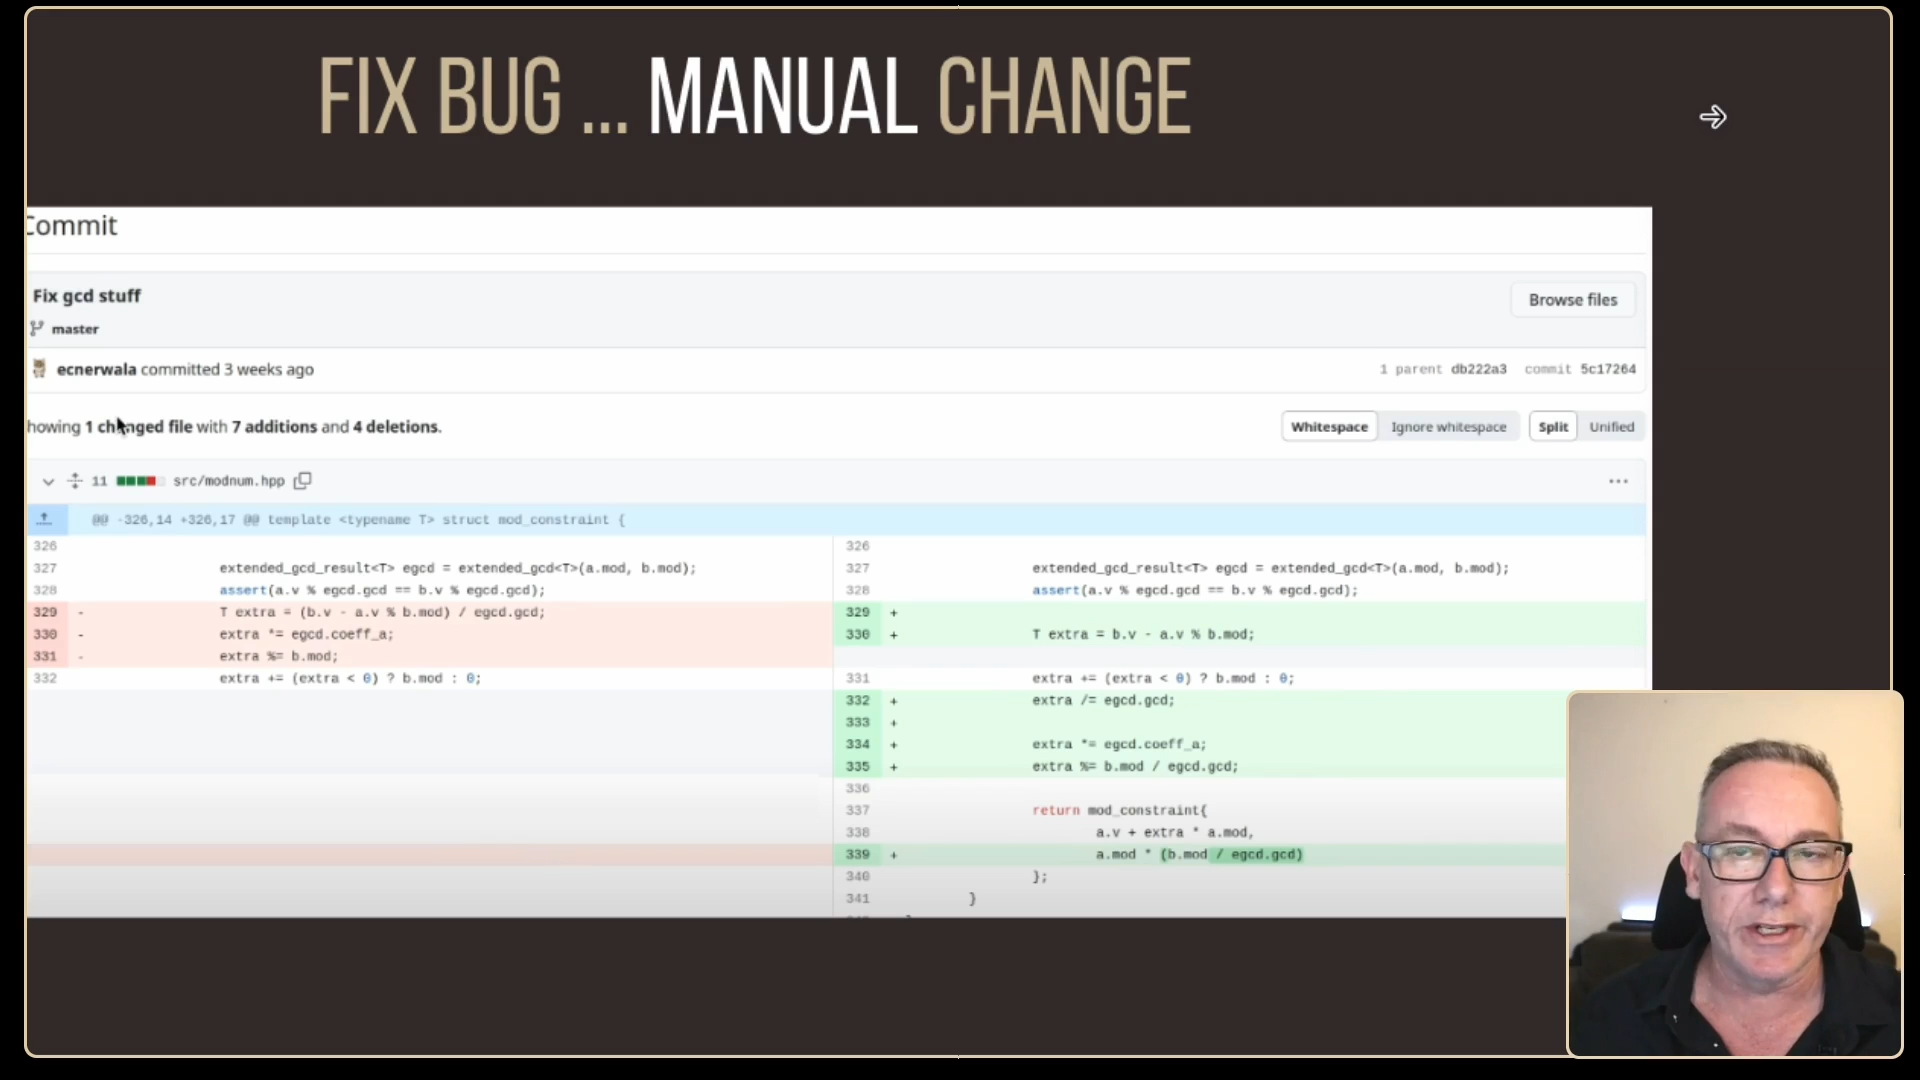 FIX BUG ... MANUAL CHANGE
Commit
Fix gcd stuff
Browse files
master
ecnerwala committed 3 weeks ago
1 parent db222a3 commit 5c17264
howing 1 changed file with 7 additions and 4 deletions.
Whitespace Ignore whitespace Split Unified
11 src/modnum.hpp
@@ -326,14 +326,17 @@ template <typename T> struct mod_constraint {
326
327 extended_gcd_result<T> egcd = extended_gcd<T>(a.mod, b.mod);
328 assert(a.v % egcd.gcd == b.v % egcd.gcd);
329 - T extra = (b.v - a.v % b.mod) / egcd.gcd;
330 - extra *= egcd.coeff_a;
331 - extra %= b.mod;
332 extra += (extra < 0) ? b.mod : 0;
326
327 extended_gcd_result<T> egcd = extended_gcd<T>(a.mod, b.mod);
328 assert(a.v % egcd.gcd == b.v % egcd.gcd);
329 +
330 + T extra = b.v - a.v % b.mod;
331 extra += (extra < 0) ? b.mod : 0;
332 + extra /= egcd.gcd;
333 +
334 + extra *= egcd.coeff_a;
335 + extra %= b.mod / egcd.gcd;
336
337 return mod_constraint{
338 a.v + extra * a.mod,
339 + a.mod * (b.mod / egcd.gcd)
340 };
341 }